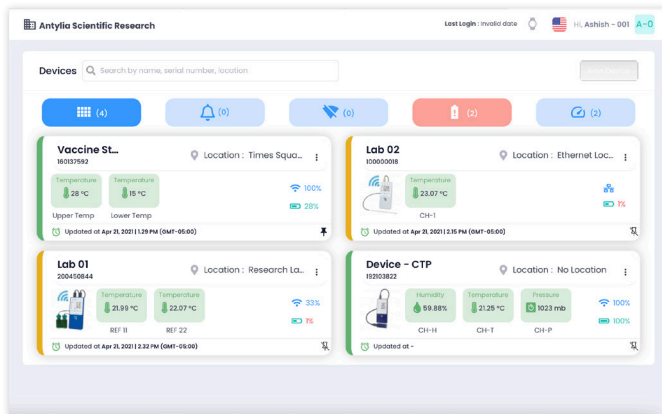 Antylia Scientific Research
Last Login : invalid date
Hi, Ashish - 001
A-0
Devices
Search by name, serial number, location
(4)
(0)
(0)
(2)
(2)
Vaccine St...
160137592
Location : Times Squa...
Temperature
28 °C
Upper Temp
Temperature
15 °C
Lower Temp
100%
28%
Updated at Apr 21, 2021 | 1.29 PM (GMT-05:00)
Lab 02
100000018
Location : Ethernet Loc...
Temperature
23.07 °C
CH-1
1%
Updated at Apr 21, 2021 | 2.15 PM (GMT-05:00)
Lab 01
200450844
Location : Research La...
Temperature
21.99 °C
REF 11
Temperature
22.07 °C
REF 22
33%
1%
Updated at Apr 21, 2021 | 2.32 PM (GMT-05:00)
Device - CTP
192103822
Location : No Location
Humidity
59.88%
CH-H
Temperature
21.25 °C
CH-T
Pressure
1023 mb
CH-P
100%
100%
Updated at -